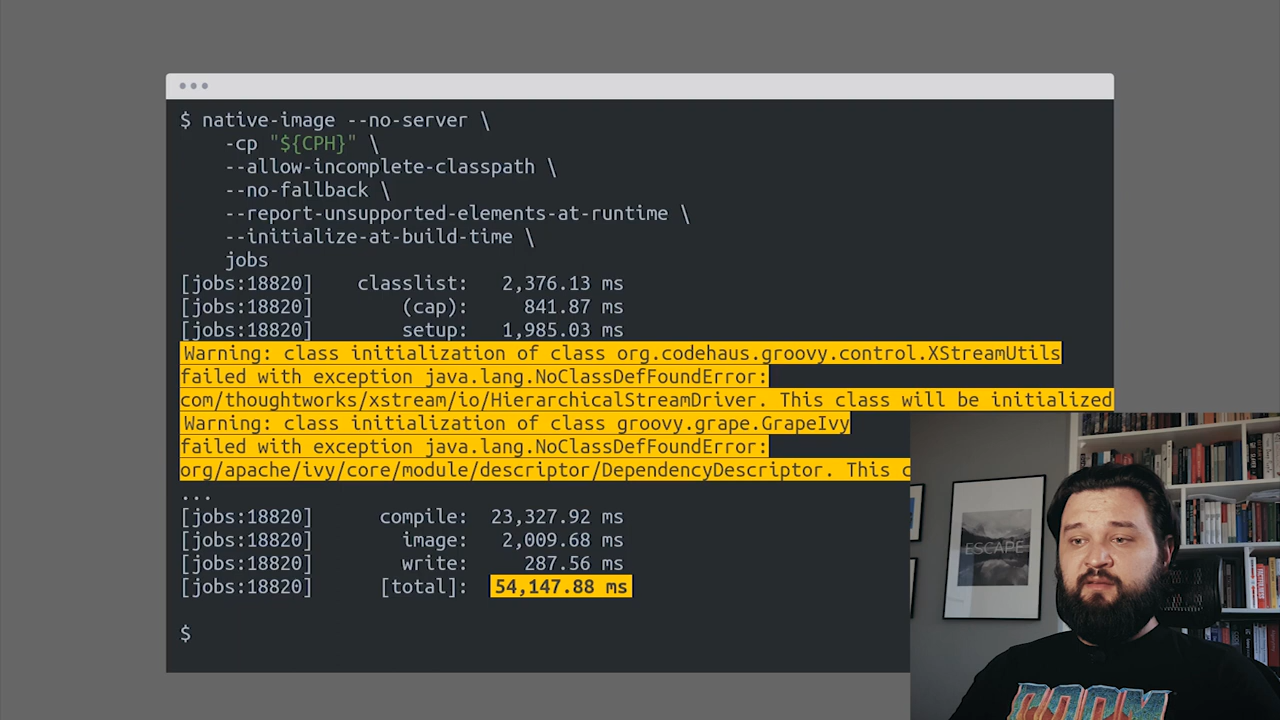 $ native-image --no-server \
-cp "${CPH}" \
--allow-incomplete-classpath \
--no-fallback \
--report-unsupported-elements-at-runtime \
--initialize-at-build-time \
jobs
[jobs:18820] classlist: 2,376.13 ms
[jobs:18820] (cap): 841.87 ms
[jobs:18820] setup: 1,985.03 ms
Warning: class initialization of class org.codehaus.groovy.control.XStreamUtils
failed with exception java.lang.NoClassDefFoundError:
com/thoughtworks/xstream/io/HierarchicalStreamDriver. This class will be initialized
Warning: class initialization of class groovy.grape.GrapeIvy
failed with exception java.lang.NoClassDefFoundError:
org/apache/ivy/core/module/descriptor/DependencyDescriptor. This c
...
[jobs:18820] compile: 23,327.92 ms
[jobs:18820] image: 2,009.68 ms
[jobs:18820] write: 287.56 ms
[jobs:18820] [total]: 54,147.88 ms
$
ESCAPE
DOOM